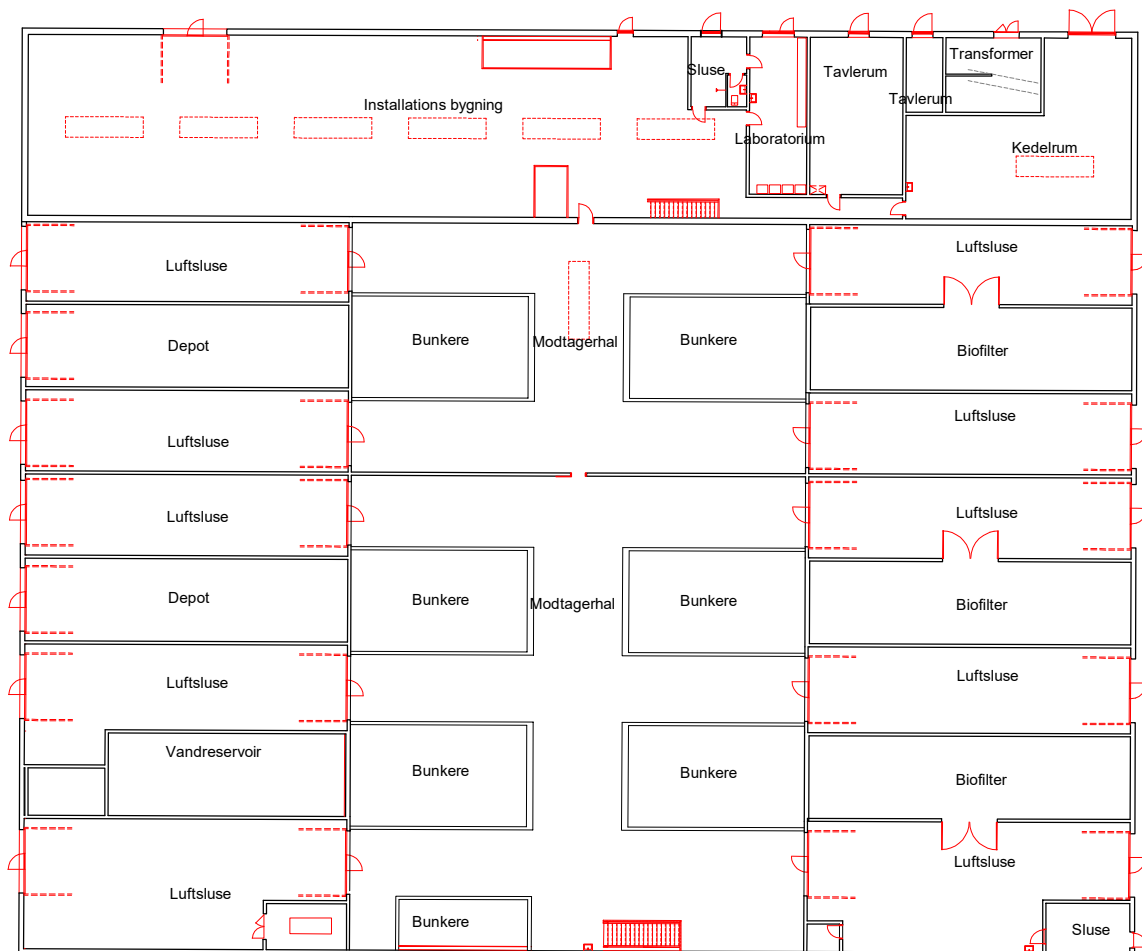 Transformer
Sluse
Tavlerum
Tavlerum
Installations bygning
Laboratorium
Kedelrum
Luftsluse
Luftsluse
Depot
Bunkere
Modtagerhal
Bunkere
Biofilter
Luftsluse
Luftsluse
Luftsluse
Luftsluse
Depot
Bunkere
Modtagerhal
Bunkere
Biofilter
Luftsluse
Luftsluse
Vandreservoir
Bunkere
Bunkere
Biofilter
Luftsluse
Luftsluse
Bunkere
Sluse